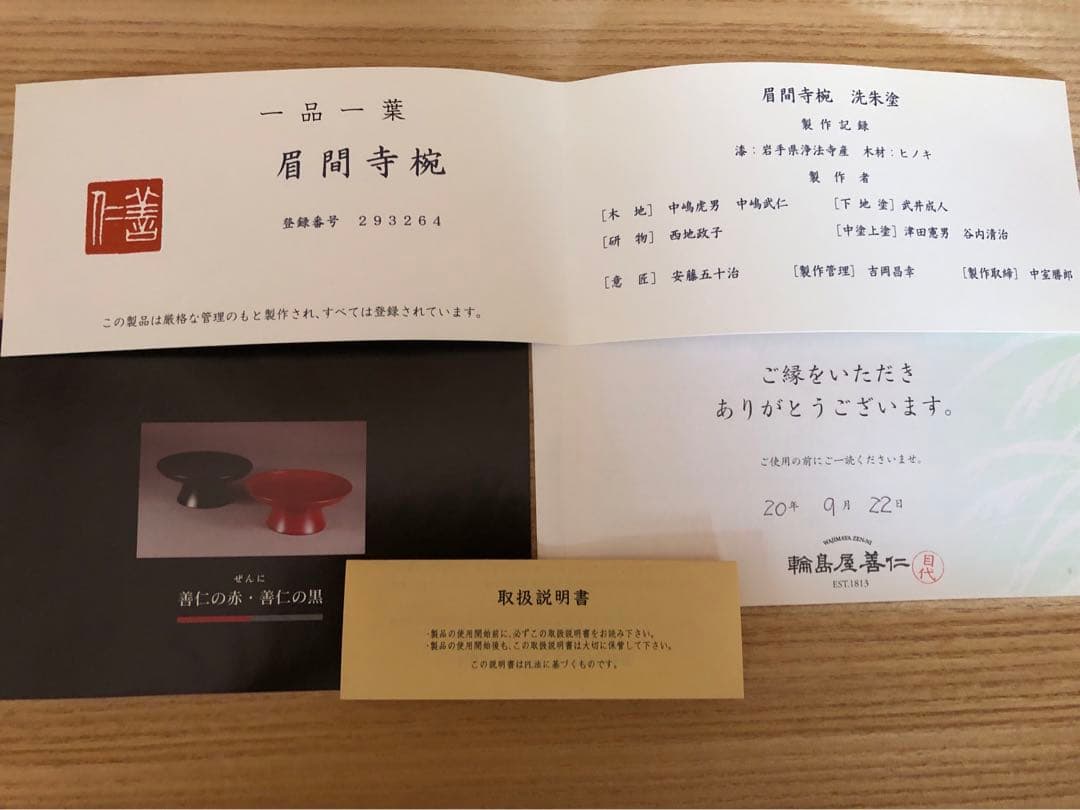 一品一葉
眉間寺椀
善仁
登録番号 293264
この製品は厳格な管理のもと製作され、すべては登録されています。
眉間寺椀 洗朱塗
製作記録
漆：岩手県浄法寺産 木材：ヒノキ
製作者
[木 地] 中嶋虎男 中嶋武仁 [下地塗] 武井成人
[研 物] 西地政子 [中塗上塗] 津田憲男 谷内清治
[意 匠] 安藤五十治 [製作管理] 吉岡昌幸 [製作取締] 中室勝郎
ぜんに
善仁の赤・善仁の黒
ご縁をいただき
ありがとうございます。
ご使用の前にご一読くださいませ。
20年 9月 22日
WAJIMAYA ZEN-NI
輪島屋善仁
EST.1813
目代
取扱説明書
・製品の使用開始前に、必ずこの取扱説明書をお読み下さい。
・製品の使用開始後も、この取扱説明書は大切に保管して下さい。
この説明書はPL法に基づくものです。